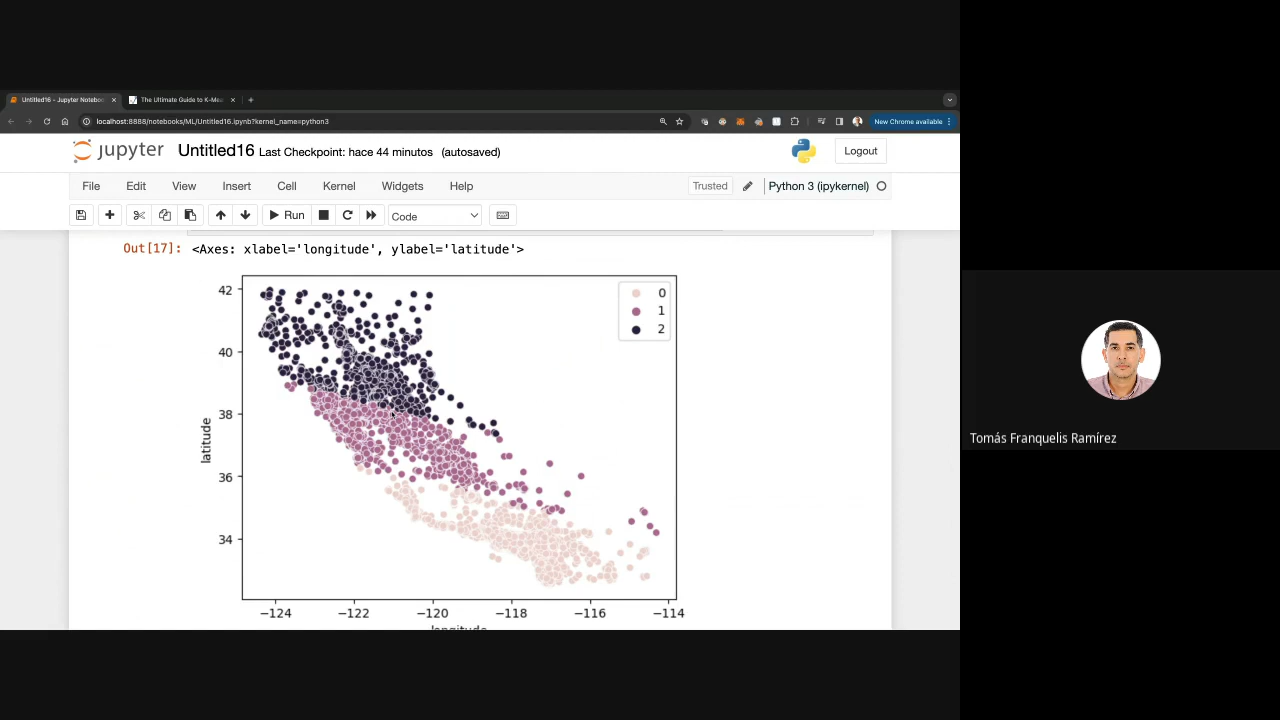 Untitled16 - Jupyter Noteboo
The Ultimate Guide to K-Mea
localhost:8888/notebooks/ML/Untitled16.ipynb?kernel_name=python3
New Chrome available
jupyter Untitled16 Last Checkpoint: hace 44 minutos (autosaved)
Logout
File Edit View Insert Cell Kernel Widgets Help
Trusted
Python 3 (ipykernel)
Run
Code
Out[17]: <Axes: xlabel='longitude', ylabel='latitude'>
0
1
2
42
40
38
36
34
latitude
−124 −122 −120 −118 −116 −114
longitude
Tomás Franquelis Ramírez